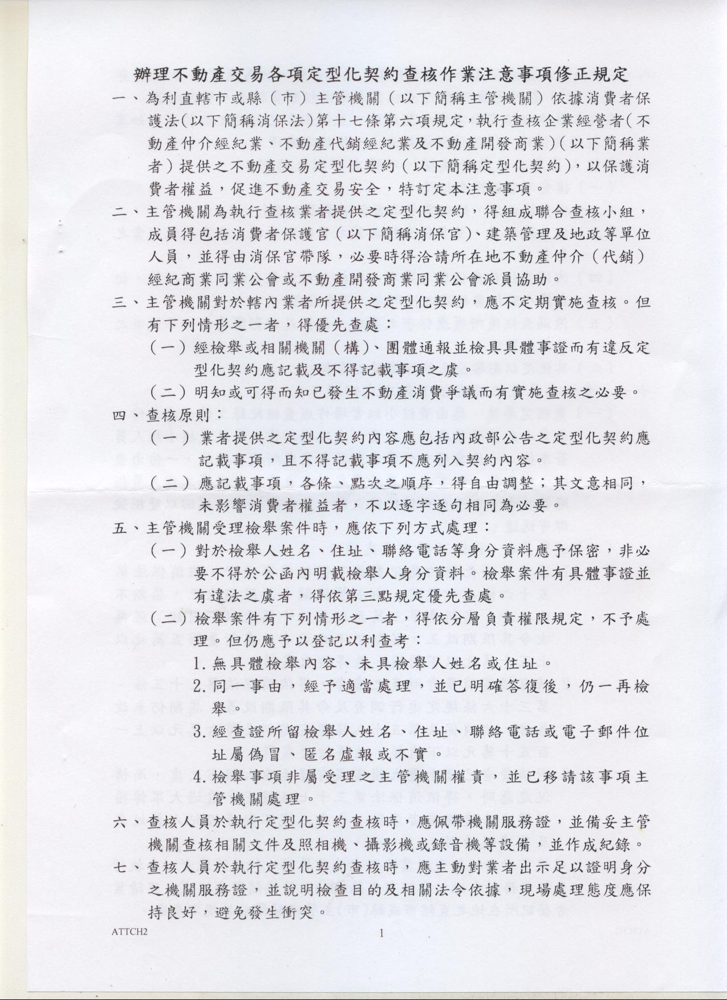 辦理不動產交易各項定型化契約查核作業注意事項修正規定
一、為利直轄市或縣（市）主管機關（以下簡稱主管機關）依據消費者保
護法(以下簡稱消保法)第十七條第六項規定，執行查核企業經營者(不
動產仲介經紀業、不動產代銷經紀業及不動產開發商業)(以下簡稱業
者）提供之不動產交易定型化契約（以下簡稱定型化契約），以保護消
費者權益，促進不動產交易安全，特訂定本注意事項。
二、主管機關為執行查核業者提供之定型化契約，得組成聯合查核小組，
成員得包括消費者保護官（以下簡稱消保官）、建築管理及地政等單位
人員，並得由消保官帶隊，必要時得洽請所在地不動產仲介（代銷）
經紀商業同業公會或不動產開發商業同業公會派員協助。
三、主管機關對於轄內業者所提供之定型化契約，應不定期實施查核。但
有下列情形之一者，得優先查處：
（一）經檢舉或相關機關（構）、團體通報並檢具具體事證而有違反定
型化契約應記載及不得記載事項之虞。
（二）明知或可得而知已發生不動產消費爭議而有實施查核之必要。
四、查核原則：
（一）業者提供之定型化契約內容應包括內政部公告之定型化契約應
記載事項，且不得記載事項不應列入契約內容。
（二）應記載事項，各條、點次之順序，得自由調整；其文意相同，
未影響消費者權益者，不以逐字逐句相同為必要。
五、主管機關受理檢舉案件時，應依下列方式處理：
（一）對於檢舉人姓名、住址、聯絡電話等身分資料應予保密，非必
要不得於公函內明載檢舉人身分資料。檢舉案件有具體事證並
有違法之虞者，得依第三點規定優先查處。
（二）檢舉案件有下列情形之一者，得依分層負責權限規定，不予處
理。但仍應予以登記以利查考：
1.無具體檢舉內容、未具檢舉人姓名或住址。
2.同一事由，經予適當處理，並已明確答復後，仍一再檢
舉。
3.經查證所留檢舉人姓名、住址、聯絡電話或電子郵件位
址屬偽冒、匿名虛報或不實。
4.檢舉事項非屬受理之主管機關權責，並已移請該事項主
管機關處理。
六、查核人員於執行定型化契約查核時，應佩帶機關服務證，並備妥主管
機關查核相關文件及照相機、攝影機或錄音機等設備，並作成紀錄。
七、查核人員於執行定型化契約查核時，應主動對業者出示足以證明身分
之機關服務證，並說明檢查目的及相關法令依據，現場處理態度應保
持良好，避免發生衝突。
ATTCH2
1